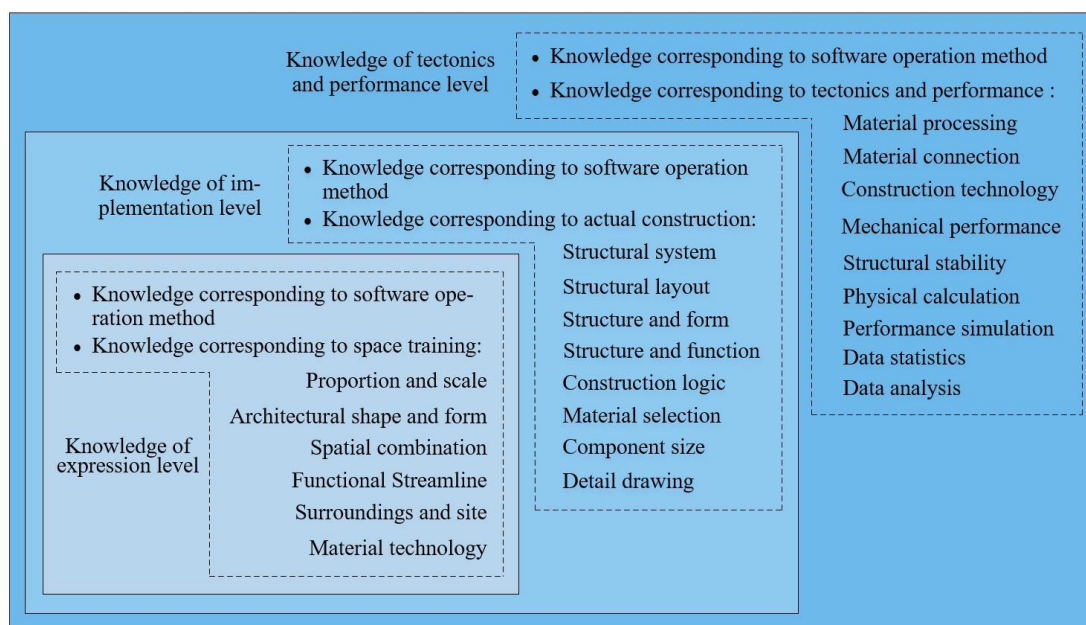 Knowledge of tectonics
and performance level
• Knowledge corresponding to software operation method
• Knowledge corresponding to tectonics and performance :
Material processing
Material connection
Construction technology
Mechanical performance
Structural stability
Physical calculation
Performance simulation
Data statistics
Data analysis
Knowledge of im-
plementation level
• Knowledge corresponding to software operation
method
• Knowledge corresponding to actual construction:
Structural system
Structural layout
Structure and form
Structure and function
Construction logic
Material selection
Component size
Detail drawing
Knowledge of
expression level
• Knowledge corresponding to software ope-
ration method
• Knowledge corresponding to space training:
Proportion and scale
Architectural shape and form
Spatial combination
Functional Streamline
Surroundings and site
Material technology